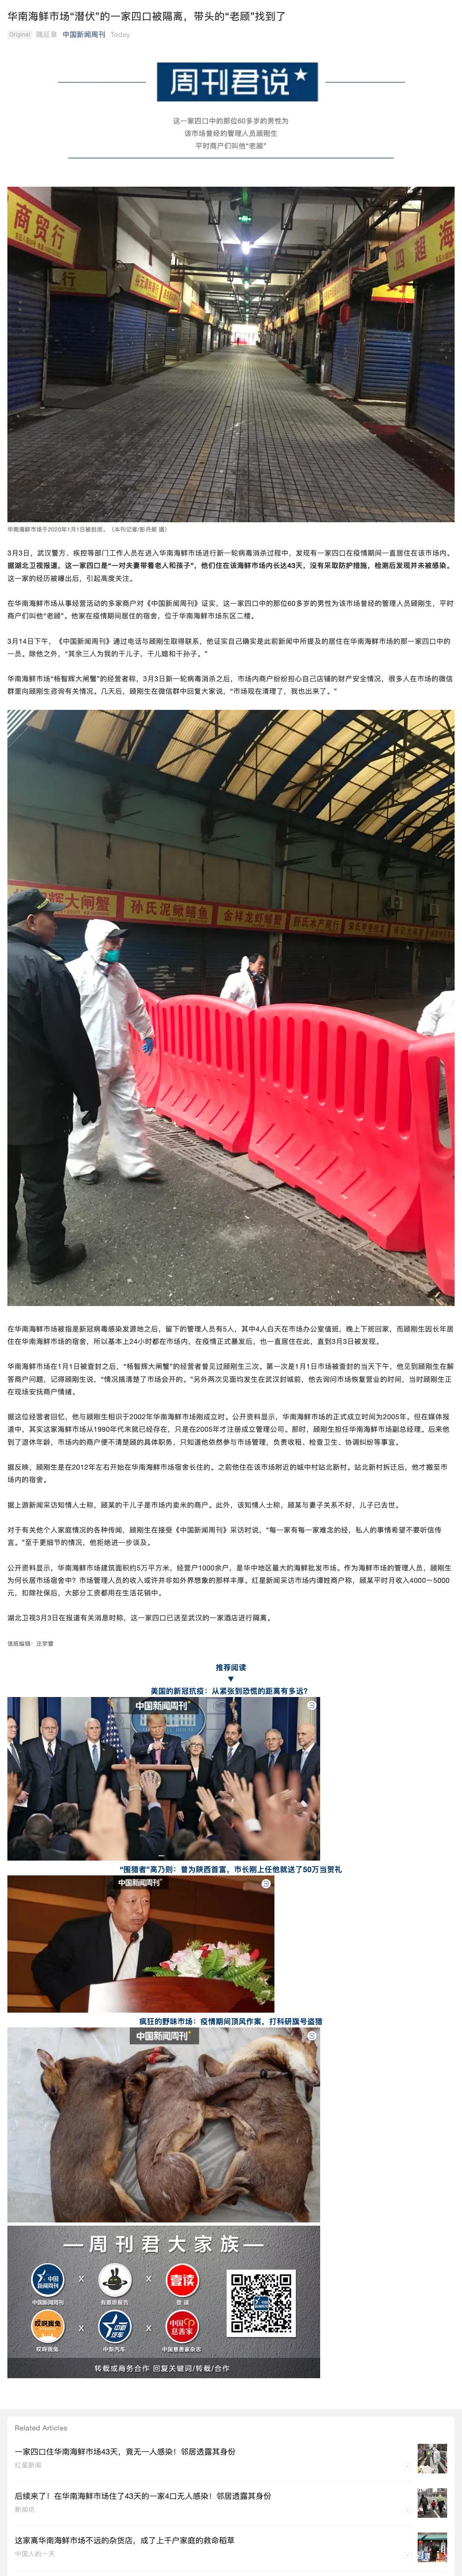 华南海鲜市场“潜伏”的一家四口被隔离，带头的“老顾”找到了
Original 隗延章 中国新闻周刊 Today
周刊君说
这一家四口中的那位60多岁的男性为
该市场曾经的管理人员顾刚生
平时商户们叫他“老顾”
商贸行
行
四超海
华南海鲜市场于2020年1月1日被封底。（本刊记者/彭丹妮 摄）
3月3日，武汉警方、疾控等部门工作人员在进入华南海鲜市场进行新一轮病毒消杀过程中，发现有一家四口在疫情期间一直居住在该市场内。
据湖北卫视报道，这一家四口是“一对夫妻带着老人和孩子”，他们住在该海鲜市场内长达43天，没有采取防护措施，检测后发现并未被感染。
这一家的经历被曝出后，引起高度关注。
在华南海鲜市场从事经营活动的多家商户对《中国新闻周刊》证实，这一家四口中的那位60多岁的男性为该市场曾经的管理人员顾刚生，平时
商户们叫他“老顾”。他家在疫情期间居住的宿舍，位于华南海鲜市场东区二楼。
3月14日下午，《中国新闻周刊》通过电话与顾刚生取得联系，他证实自己确实是此前新闻中所提及的居住在华南海鲜市场的那一家四口中的
一员。除他之外，“其余三人为我的干儿子，干儿媳和干孙子。”
华南海鲜市场“杨智辉大闸蟹”的经营者称，3月3日新一轮病毒消杀之后，市场内商户纷纷担心自己店铺的财产安全情况，很多人在市场的微信
群里向顾刚生咨询有关情况。几天后，顾刚生在微信群中回复大家说，“市场现在清理了，我也出来了。”
辉大闸蟹
孙氏泥鳅鳝鱼
金祥龙虾螃蟹
在华南海鲜市场被指是新冠病毒感染发源地之后，留下的管理人员有5人，其中4人白天在市场办公室值班，晚上下班回家，而顾刚生因长年居
住在华南海鲜市场的宿舍，所以基本上24小时都在市场内，在疫情正式暴发后，也一直居住在此，直到3月3日被发现。
华南海鲜市场在1月1日被查封之后，“杨智辉大闸蟹”的经营者曾见过顾刚生三次。第一次是1月1日市场被查封的当天下午，他见到顾刚生在解
答商户问题，记得顾刚生说，“情况搞清楚了市场会开的。”另外两次见面均发生在武汉封城前，他去询问市场恢复营业的时间，当时顾刚生正
在现场安抚商户情绪。
据这位经营者回忆，他与顾刚生相识于2002年华南海鲜市场刚成立时。公开资料显示，华南海鲜市场的正式成立时间为2005年。但在媒体报
道中，其实这家海鲜市场从1990年代末就已经存在，只是在2005年才注册成立管理公司。那时，顾刚生担任华南海鲜市场副总经理。后来他
到了退休年龄，市场内的商户便不清楚顾的具体职务，只知道他依然参与市场管理，负责收租、检查卫生、协调纠纷等事宜。
据反映，顾刚生是在2012年左右开始在华南海鲜市场宿舍长住的。之前他住在该市场附近的城中村站北新村。站北新村拆迁后，他才搬至市
场内的宿舍。
据上游新闻采访知情人士称，顾某的干儿子是市场内卖米的商户。此外，该知情人士称，顾某与妻子关系不好，儿子已去世。
对于有关他个人家庭情况的各种传闻，顾刚生在接受《中国新闻周刊》采访时说，“每一家有每一家难念的经，私人的事情希望不要听信传
言。”至于更细节的情况，他拒绝进一步谈及。
公开资料显示，华南海鲜市场建筑面积约5万平方米，经营户1000余户，是华中地区最大的海鲜批发市场。作为海鲜市场的管理人员，顾刚生
为何长居市场宿舍中？市场管理人员的收入或许并非如外界想象的那样丰厚。红星新闻采访市场内谭姓商户称，顾某平时月收入4000～5000
元，扣除社保后，大部分工资都用在生活花销中。
湖北卫视3月3日在报道有关消息时称，这一家四口已送至武汉的一家酒店进行隔离。
值班编辑：庄梦蕾
推荐阅读
▼
美国的新冠抗疫：从紧张到恐慌的距离有多远？
中国新闻周刊
“围猎者”高乃则：曾为陕西首富，市长刚上任他就送了50万当贺礼
中国新闻周刊
疯狂的野味市场：疫情期间顶风作案，打科研旗号盗猎
中国新闻周刊
—周刊君大家族—
中国新闻周刊 X X 壹读
中国新闻周刊 有意思报告 壹读
哎呀我兔 X 中新汽车 X 中国慈善家
哎呀我兔 中新汽车 中国慈善家杂志
转载或商务合作 回复关键词/转载/合作
Related Articles
一家四口住华南海鲜市场43天，竟无一人感染！邻居透露其身份
红星新闻
后续来了！在华南海鲜市场住了43天的一家4口无人感染！邻居透露其身份
新闻坊
这家离华南海鲜市场不远的杂货店，成了上千户家庭的救命稻草
中国人的一天